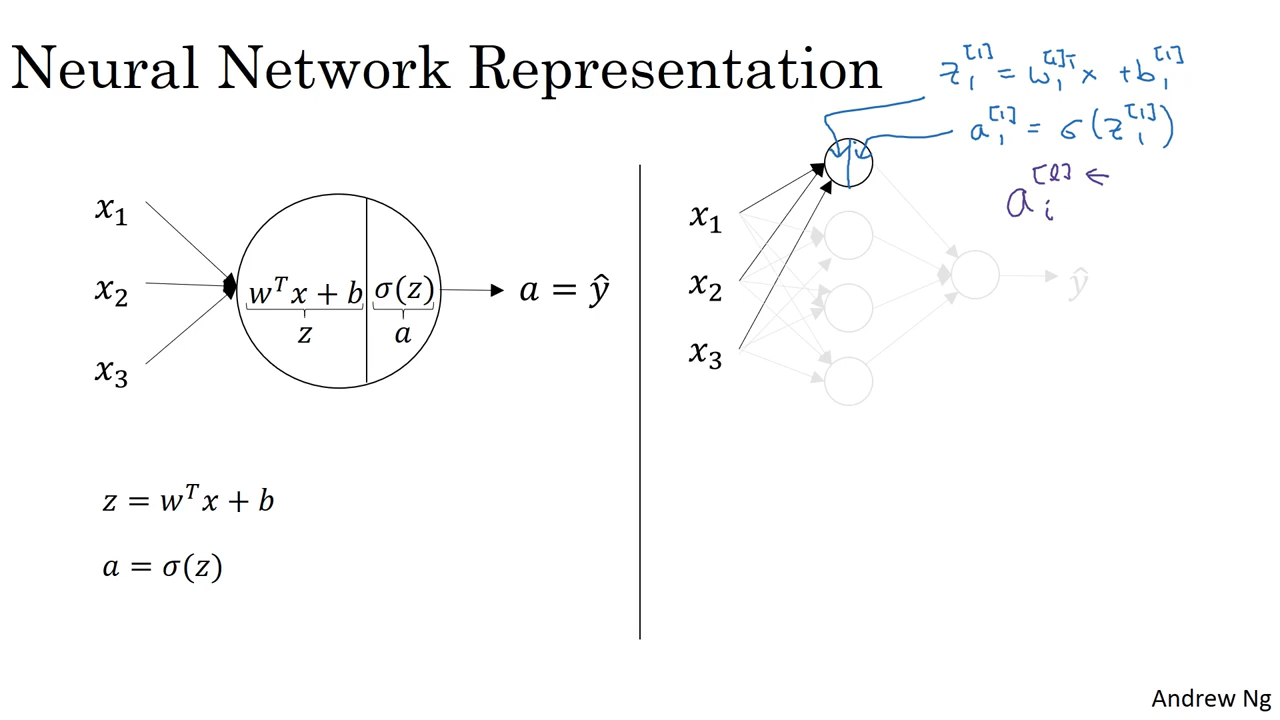 Neural Network Representation
z₁^[1] = w₁^[1]T x + b₁^[1]
a₁^[1] = σ(z₁^[1])
a_i^[l] ←
x₁
x₂
x₃
wᵀx + b
z
σ(z)
a
a = ŷ
z = wᵀx + b
a = σ(z)
x₁
x₂
x₃
ŷ
Andrew Ng